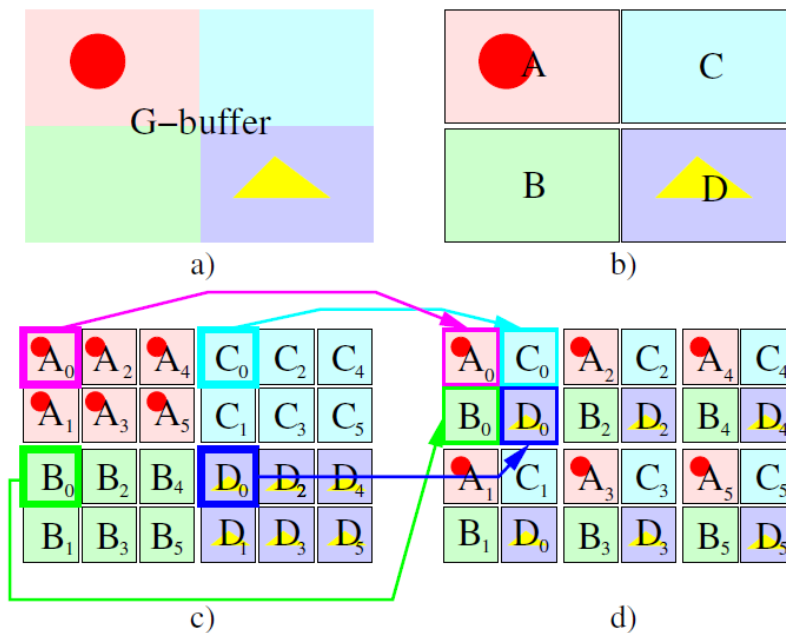 G−buffer
a)
A C
B D
b)
A0 A2 A4 C0 C2 C4
A1 A3 A5 C1 C3 C5
B0 B2 B4 D0 D2 D4
B1 B3 B5 D1 D3 D5
c)
A0 C0 A2 C2 A4 C4
B0 D0 B2 D2 B4 D4
A1 C1 A3 C3 A5 C5
B1 D0 B3 D3 B5 D5
d)